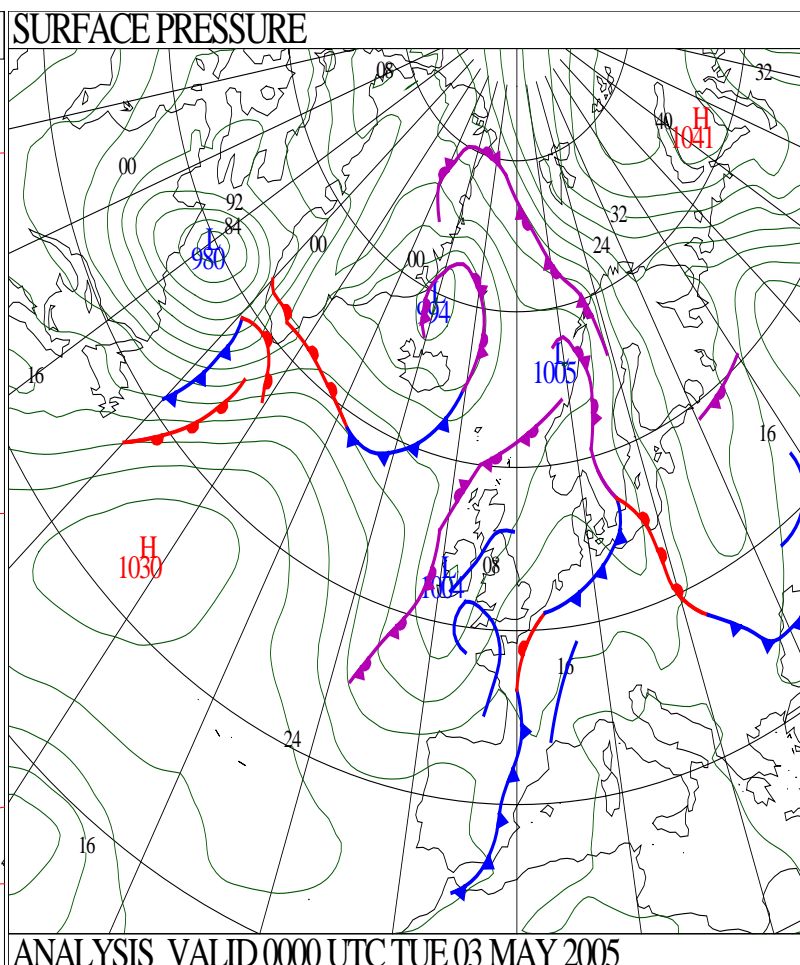 SURFACE PRESSURE
08
32
H
40
1041
00
92
84
32
L
980
00
24
00
L
994
L
1005
16
16
H
1030
L
08
1004
16
24
16
ANALYSIS VALID 0000 UTC TUE 03 MAY 2005